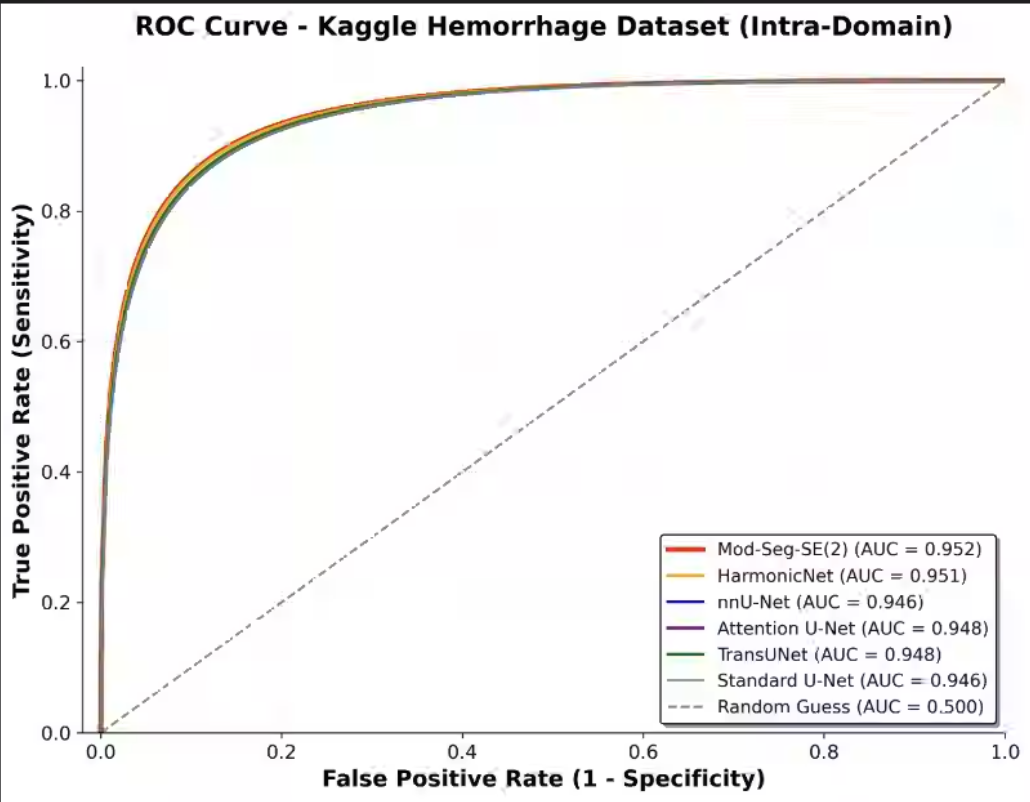 ROC Curve - Kaggle Hemorrhage Dataset (Intra-Domain)
True Positive Rate (Sensitivity)
1.0
0.8
0.6
0.4
0.2
0.0
Mod-Seg-SE(2) (AUC = 0.952)
HarmonicNet (AUC = 0.951)
nnU-Net (AUC = 0.946)
Attention U-Net (AUC = 0.948)
TransUNet (AUC = 0.948)
Standard U-Net (AUC = 0.946)
Random Guess (AUC = 0.500)
0.0 0.2 0.4 0.6 0.8 1.0
False Positive Rate (1 - Specificity)